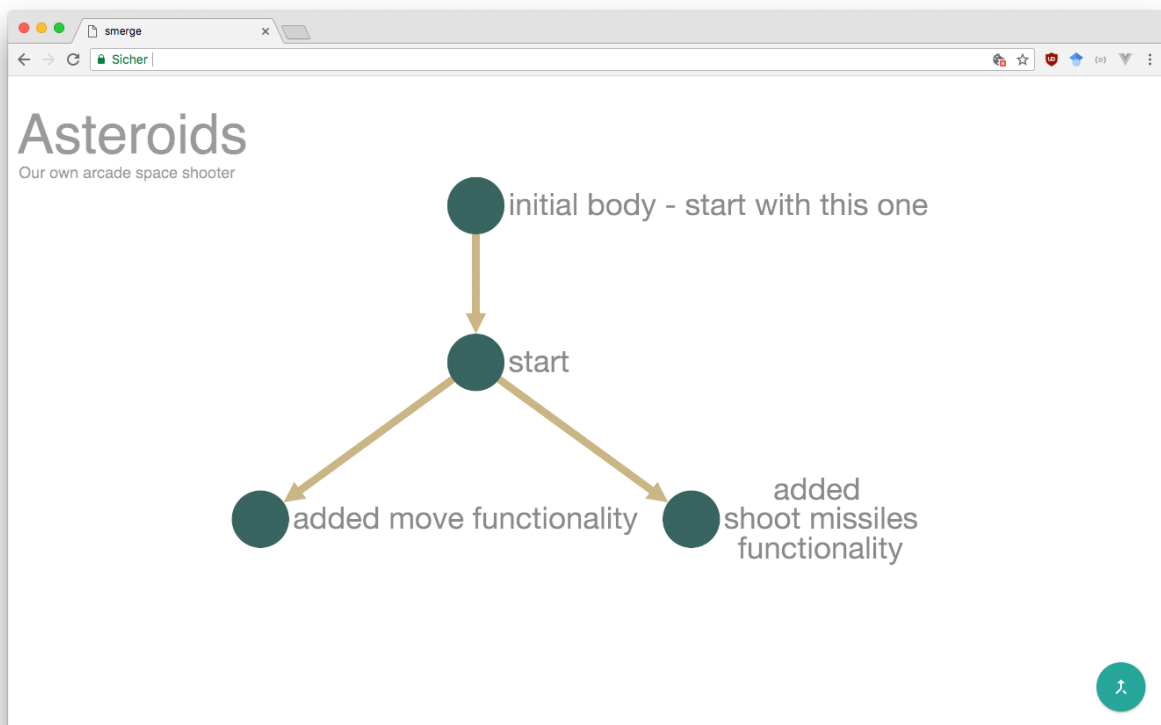 smerge
Sicher
Asteroids
Our own arcade space shooter
initial body - start with this one
start
added move functionality
added
shoot missiles
functionality